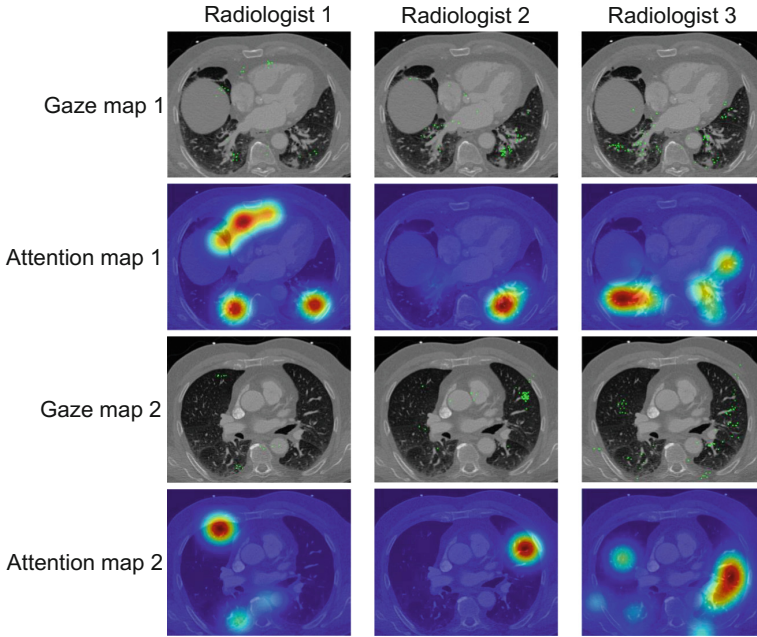 Radiologist 1 Radiologist 2 Radiologist 3
Gaze map 1
Attention map 1
Gaze map 2
Attention map 2